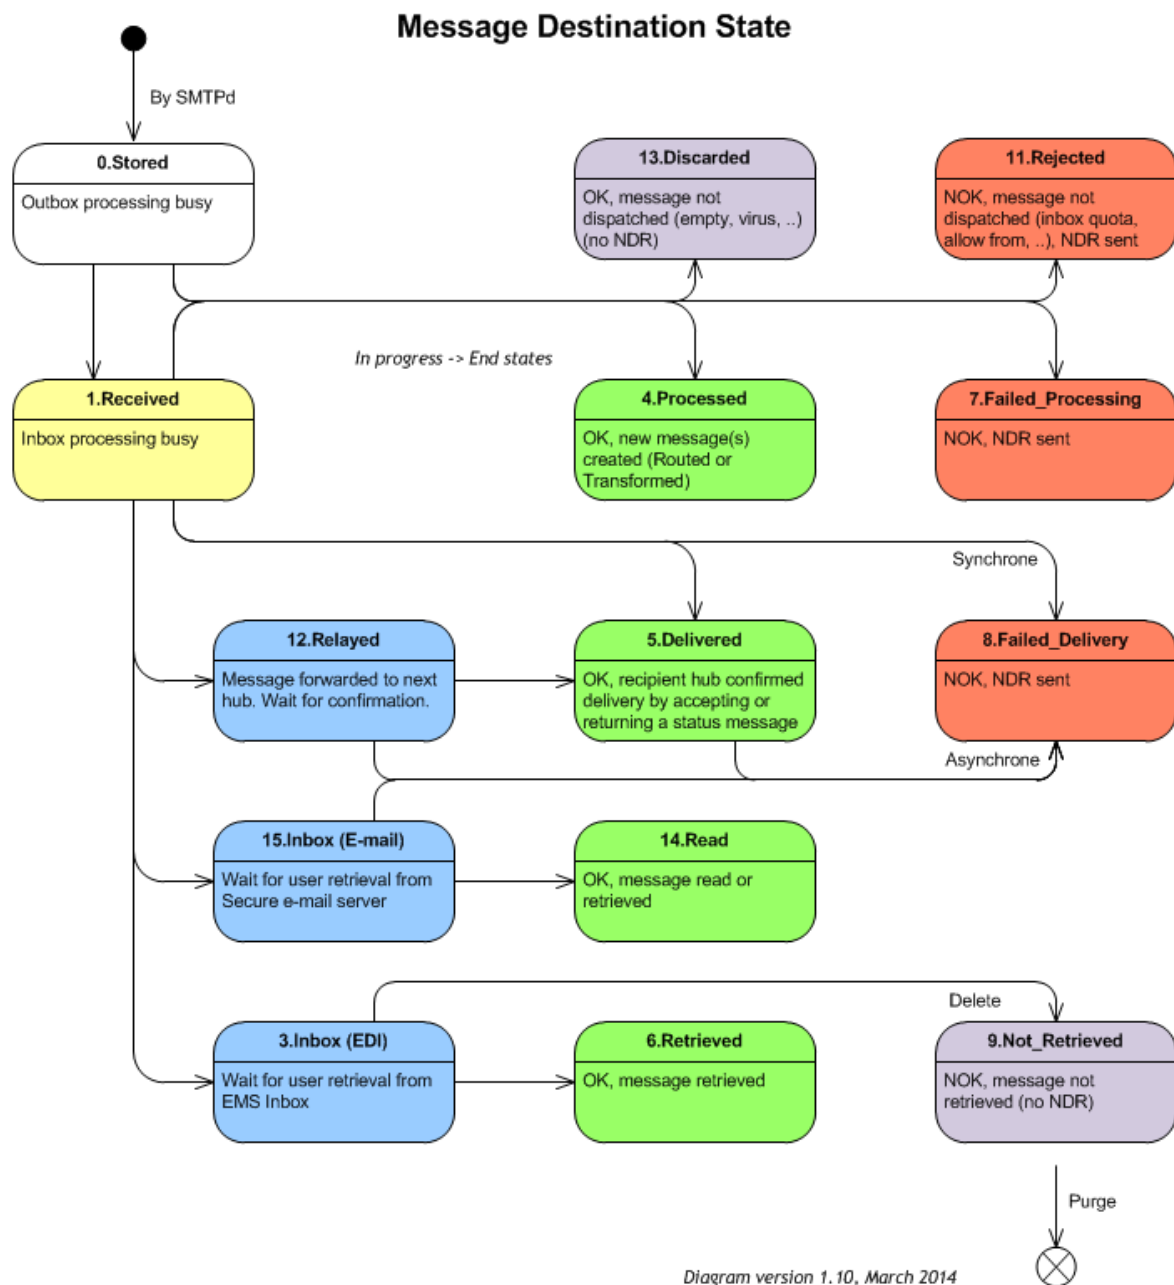 Message Destination State
By SMTPd
0.Stored
Outbox processing busy
13.Discarded
OK, message not
dispatched (empty, virus, ..)
(no NDR)
11.Rejected
NOK, message not
dispatched (inbox quota,
allow from, ..), NDR sent
In progress -> End states
1.Received
Inbox processing busy
4.Processed
OK, new message(s)
created (Routed or
Transformed)
7.Failed_Processing
NOK, NDR sent
Synchrone
12.Relayed
Message forwarded to next
hub. Wait for confirmation.
5.Delivered
OK, recipient hub confirmed
delivery by accepting or
returning a status message
8.Failed_Delivery
NOK, NDR sent
Asynchrone
15.Inbox (E-mail)
Wait for user retrieval from
Secure e-mail server
14.Read
OK, message read or
retrieved
Delete
3.Inbox (EDI)
Wait for user retrieval from
EMS Inbox
6.Retrieved
OK, message retrieved
9.Not_Retrieved
NOK, message not
retrieved (no NDR)
Purge
Diagram version 1.10, March 2014